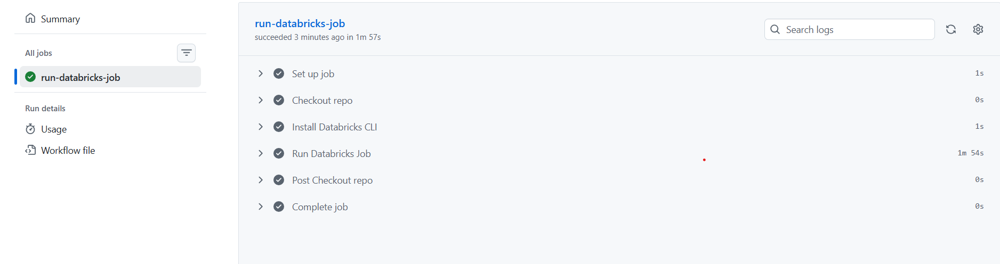 Summary
All jobs
run-databricks-job
Run details
Usage
Workflow file
run-databricks-job
succeeded 3 minutes ago in 1m 57s
Search logs
Set up job 1s
Checkout repo 0s
Install Databricks CLI 1s
Run Databricks Job 1m 54s
Post Checkout repo 0s
Complete job 0s